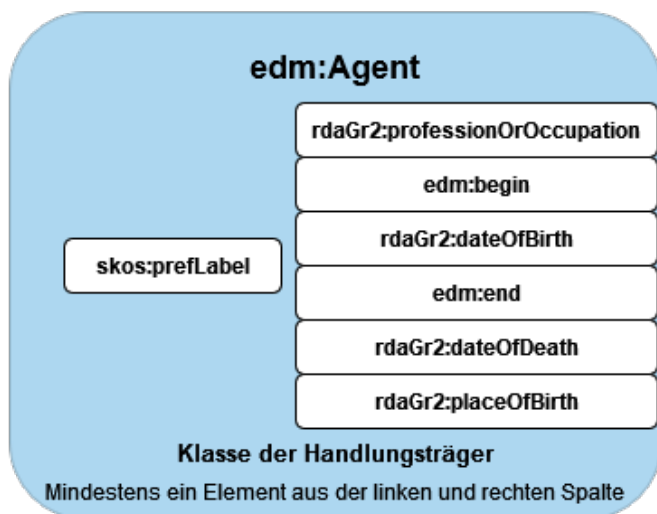 edm:Agent
rdaGr2:professionOrOccupation
edm:begin
rdaGr2:dateOfBirth
skos:prefLabel
edm:end
rdaGr2:dateOfDeath
rdaGr2:placeOfBirth
Klasse der Handlungsträger
Mindestens ein Element aus der linken und rechten Spalte